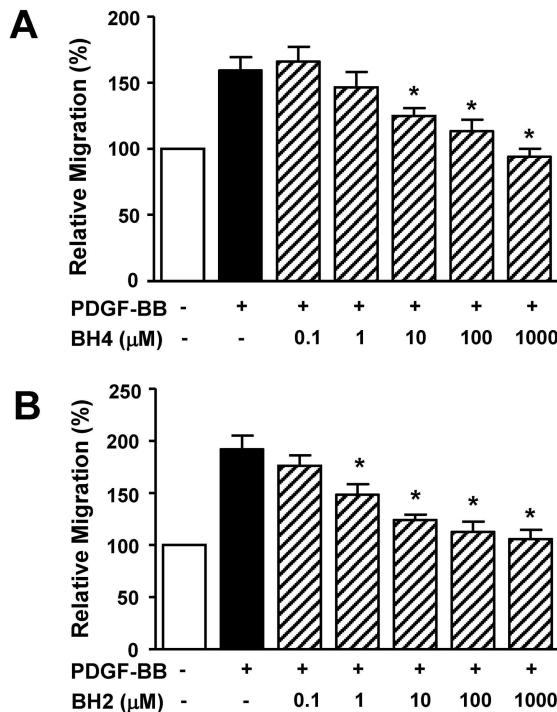 A
Relative Migration (%)
200
150
100
50
0
* * *
PDGF-BB - + + + + + +
BH4 (μM) - - 0.1 1 10 100 1000
B
Relative Migration (%)
250
200
150
100
50
0
* * * *
PDGF-BB - + + + + + +
BH2 (μM) - - 0.1 1 10 100 1000